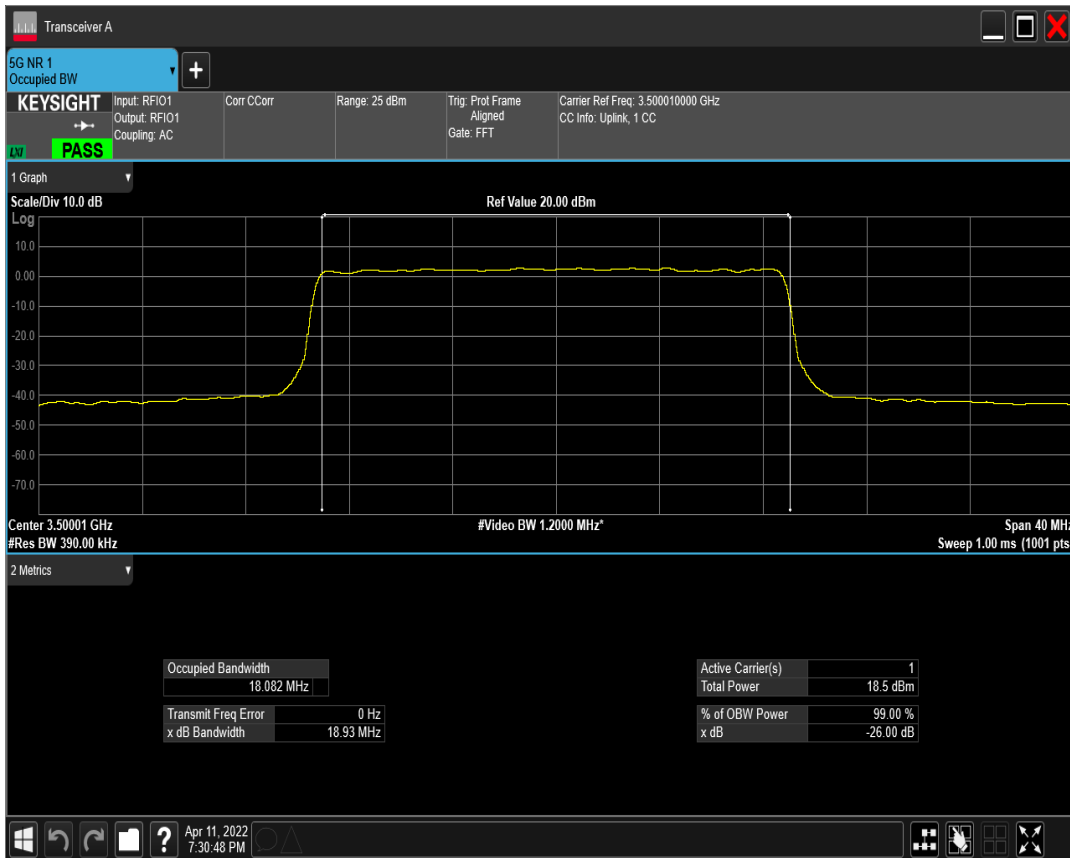 Transceiver A
5G NR 1
Occupied BW
KEYSIGHT
LXI
PASS
Input: RFIO1
Output: RFIO1
Coupling: AC
Corr CCorr
Range: 25 dBm
Trig: Prot Frame
Aligned
Gate: FFT
Carrier Ref Freq: 3.500010000 GHz
CC Info: Uplink, 1 CC
1 Graph
Scale/Div 10.0 dB
Ref Value 20.00 dBm
Log
10.0
0.00
-10.0
-20.0
-30.0
-40.0
-50.0
-60.0
-70.0
Center 3.50001 GHz
#Video BW 1.2000 MHz*
Span 40 MHz
#Res BW 390.00 kHz
Sweep 1.00 ms (1001 pts
2 Metrics
Occupied Bandwidth
18.082 MHz
Transmit Freq Error 0 Hz
x dB Bandwidth 18.93 MHz
Active Carrier(s) 1
Total Power 18.5 dBm
% of OBW Power 99.00 %
x dB -26.00 dB
?
Apr 11, 2022
7:30:48 PM